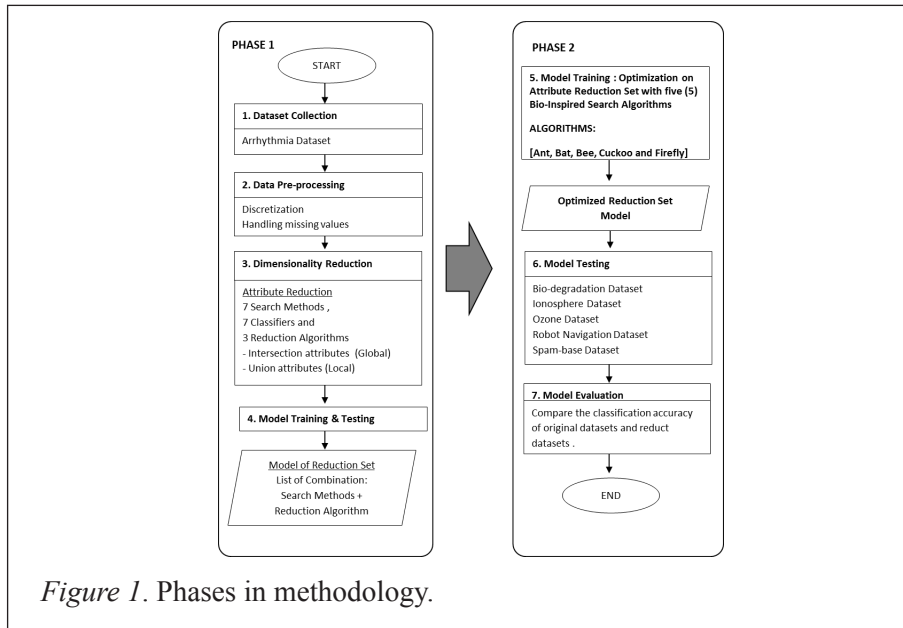 PHASE 1
START
1. Dataset Collection
Arrhythmia Dataset
2. Data Pre-processing
Discretization
Handling missing values
3. Dimensionality Reduction
Attribute Reduction
7 Search Methods ,
7 Classifiers and
3 Reduction Algorithms
- Intersection attributes (Global)
- Union attributes (Local)
4. Model Training & Testing
Model of Reduction Set
List of Combination:
Search Methods +
Reduction Algorithm
PHASE 2
5. Model Training : Optimization on
Attribute Reduction Set with five (5)
Bio-Inspired Search Algorithms
ALGORITHMS:
[Ant, Bat, Bee, Cuckoo and Firefly]
Optimized Reduction Set
Model
6. Model Testing
Bio-degradation Dataset
Ionosphere Dataset
Ozone Dataset
Robot Navigation Dataset
Spam-base Dataset
7. Model Evaluation
Compare the classification accuracy
of original datasets and reduct
datasets .
END
Figure 1. Phases in methodology.